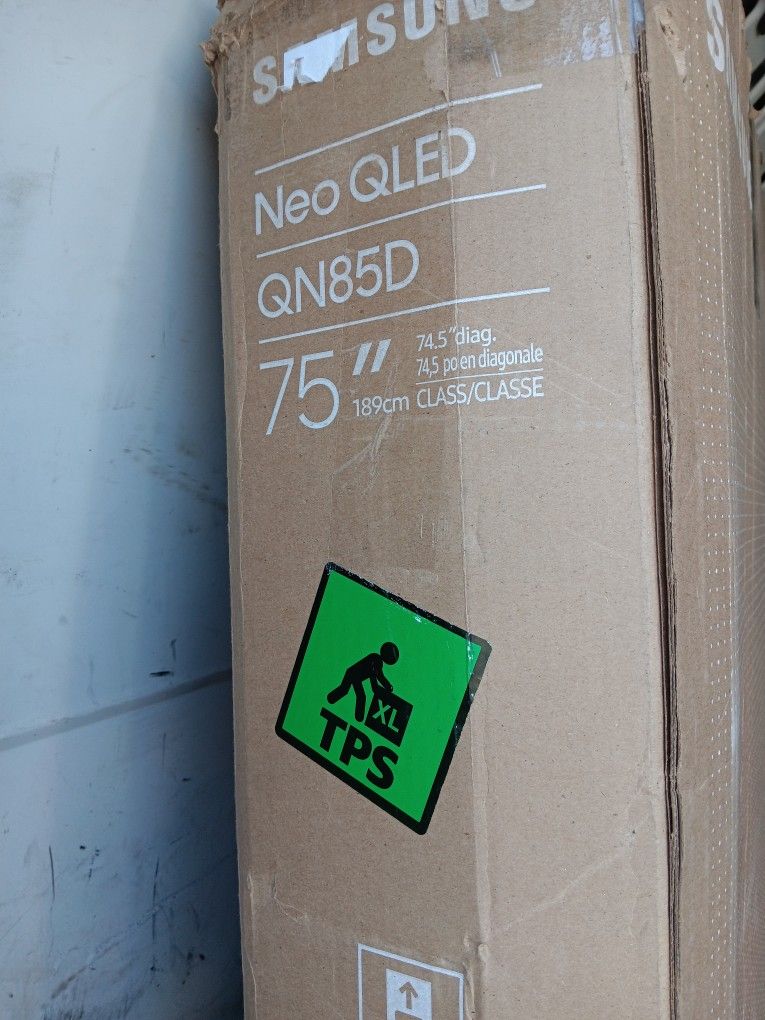 SAMSUNG
Neo QLED
QN85D
75" 189cm
74.5" diag.
74,5 po en diagonale
CLASS/CLASSE
XL
TPS
S